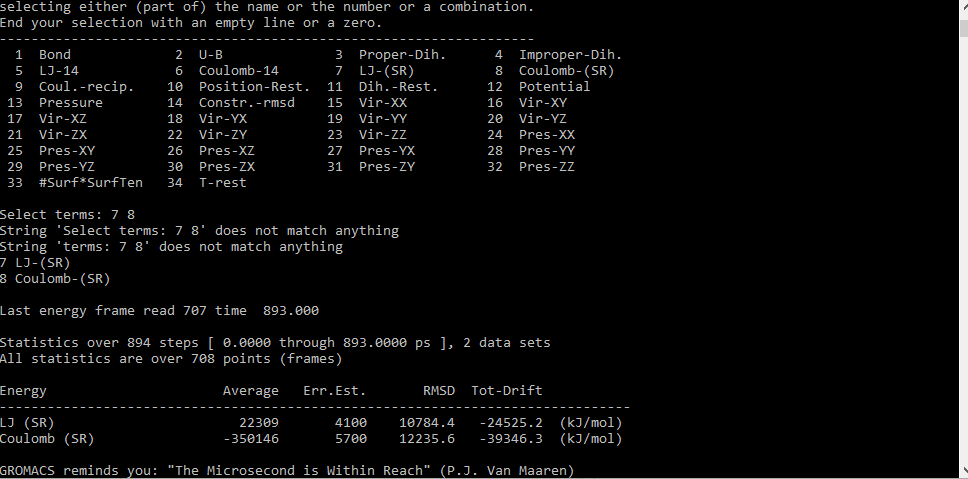 selecting either (part of) the name or the number or a combination.
End your selection with an empty line or a zero.
-------------------------------------------------------------------
  1  Bond             2  U-B              3  Proper-Dih.      4  Improper-Dih.
  5  LJ-14            6  Coulomb-14       7  LJ-(SR)          8  Coulomb-(SR)
  9  Coul.-recip.    10  Position-Rest.  11  Dih.-Rest.      12  Potential
 13  Pressure        14  Constr.-rmsd    15  Vir-XX          16  Vir-XY
 17  Vir-XZ          18  Vir-YX          19  Vir-YY          20  Vir-YZ
 21  Vir-ZX          22  Vir-ZY          23  Vir-ZZ          24  Pres-XX
 25  Pres-XY         26  Pres-XZ         27  Pres-YX         28  Pres-YY
 29  Pres-YZ         30  Pres-ZX         31  Pres-ZY         32  Pres-ZZ
 33  #Surf*SurfTen   34  T-rest
Select terms: 7 8
String 'Select terms: 7 8' does not match anything
String 'terms: 7 8' does not match anything
7 LJ-(SR)
8 Coulomb-(SR)
Last energy frame read 707 time  893.000
Statistics over 894 steps [ 0.0000 through 893.0000 ps ], 2 data sets
All statistics are over 708 points (frames)
Energy                      Average   Err.Est.       RMSD  Tot-Drift
-------------------------------------------------------------------------------
LJ (SR)                       22309       4100    10784.4   -24525.2  (kJ/mol)
Coulomb (SR)                -350146       5700    12235.6   -39346.3  (kJ/mol)
GROMACS reminds you: "The Microsecond is Within Reach" (P.J. Van Maaren)